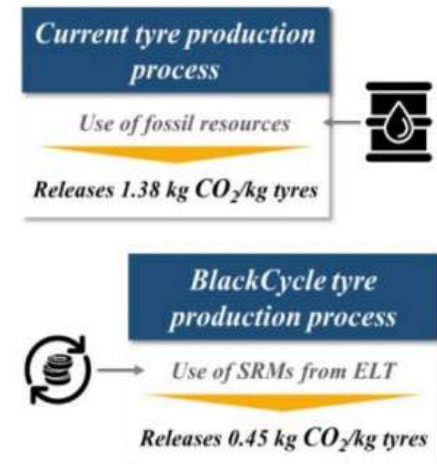 Current tyre production
process
Use of fossil resources
Releases 1.38 kg CO₂/kg tyres
BlackCycle tyre
production process
Use of SRMs from ELT
Releases 0.45 kg CO₂/kg tyres